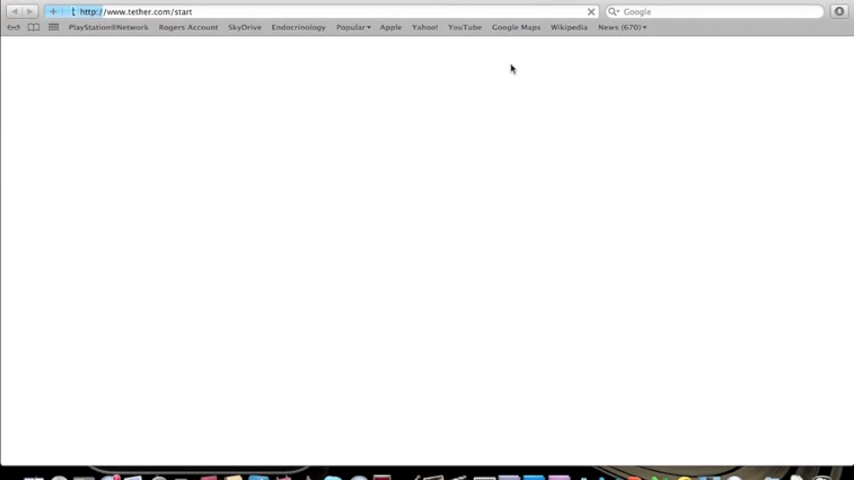 http://www.tether.com/start Google
PlayStation®Network Rogers Account SkyDrive Endocrinology Popular Apple Yahoo! YouTube Google Maps Wikipedia News (670)